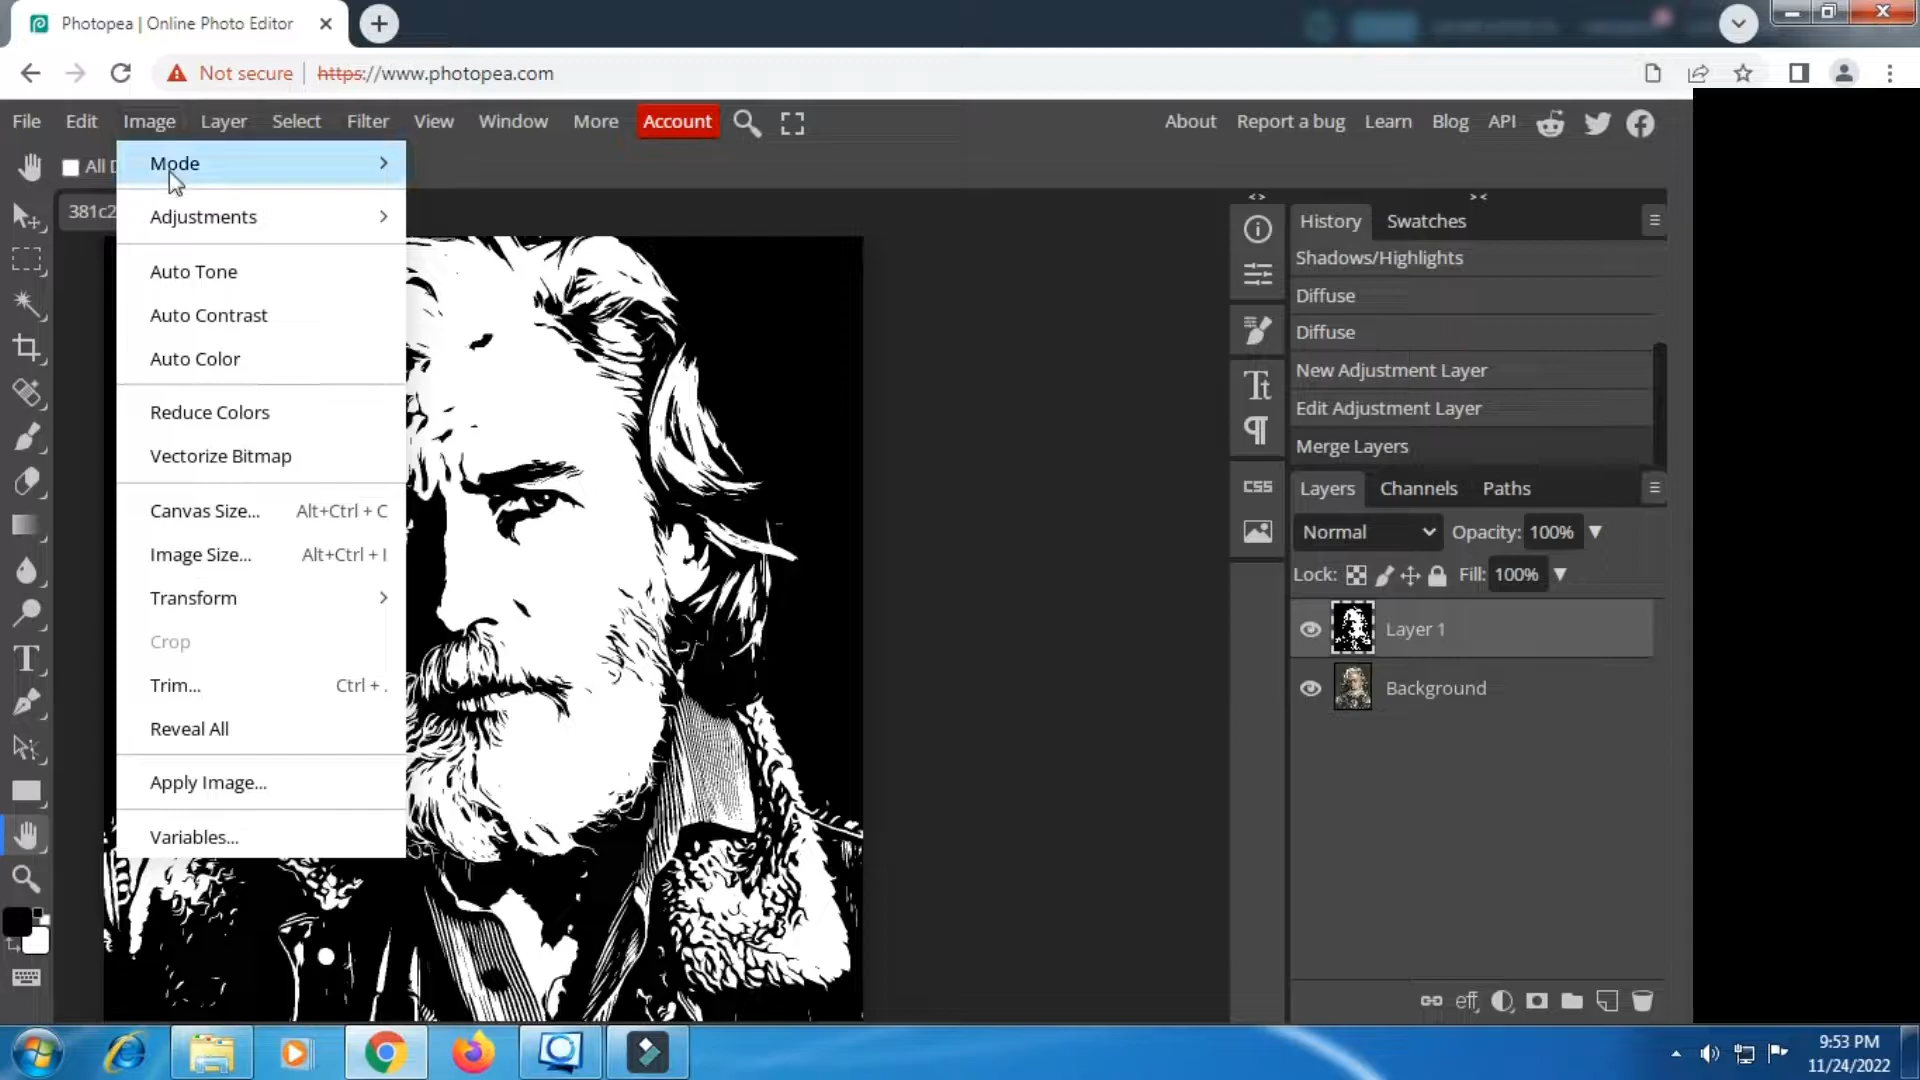 Photopea | Online Photo Editor
Not secure https://www.photopea.com
File Edit Image Layer Select Filter View Window More Account About Report a bug Learn Blog API
All D
381c2
Mode
Adjustments
Auto Tone
Auto Contrast
Auto Color
Reduce Colors
Vectorize Bitmap
Canvas Size... Alt+Ctrl + C
Image Size... Alt+Ctrl + I
Transform
Crop
Trim... Ctrl + .
Reveal All
Apply Image...
Variables...
History Swatches
Shadows/Highlights
Diffuse
Diffuse
New Adjustment Layer
Edit Adjustment Layer
Merge Layers
CSS
Layers Channels Paths
Normal Opacity: 100%
Lock: Fill: 100%
Layer 1
Background
eff
9:53 PM
11/24/2022